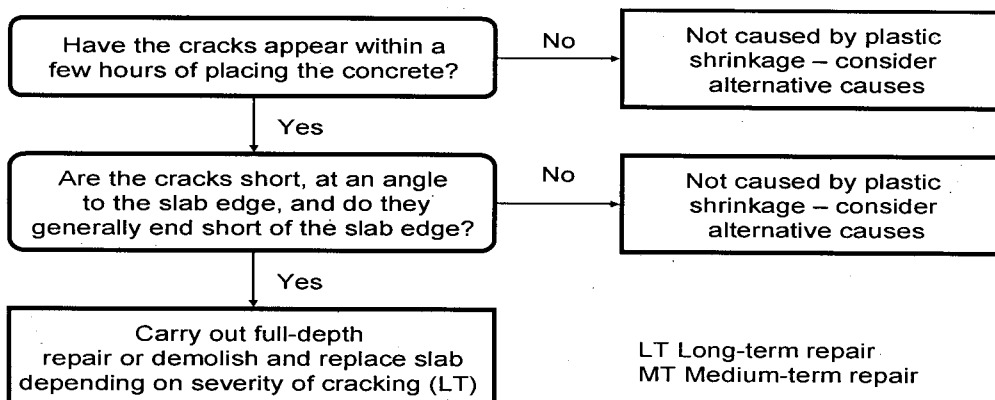 Have the cracks appear within a
few hours of placing the concrete?
No
Not caused by plastic
shrinkage – consider
alternative causes
Yes
Are the cracks short, at an angle
to the slab edge, and do they
generally end short of the slab edge?
No
Not caused by plastic
shrinkage – consider
alternative causes
Yes
Carry out full-depth
repair or demolish and replace slab
depending on severity of cracking (LT)
LT Long-term repair
MT Medium-term repair